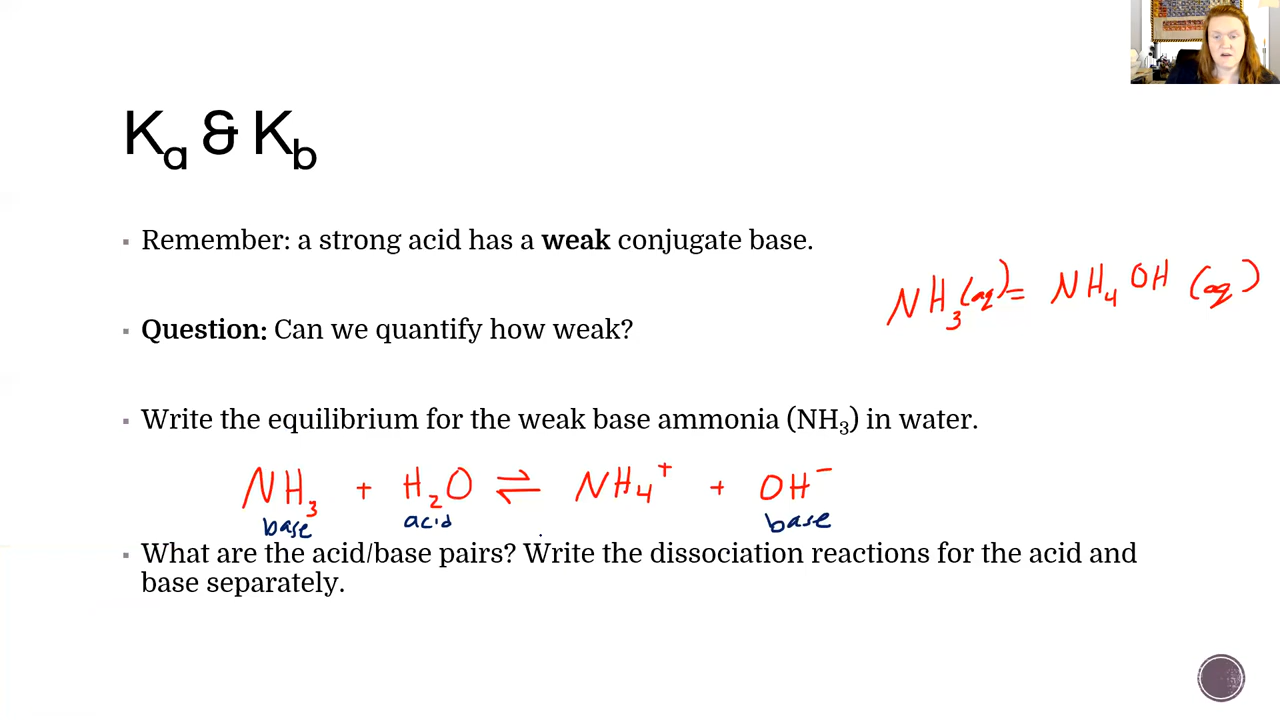 Kₐ & K_b
▪ Remember: a strong acid has a weak conjugate base.
NH₃(aq) = NH₄OH (aq)
▪ Question: Can we quantify how weak?
▪ Write the equilibrium for the weak base ammonia (NH₃) in water.
NH₃ + H₂O ⇌ NH₄⁺ + OH⁻
base acid base
▪ What are the acid/base pairs? Write the dissociation reactions for the acid and
base separately.